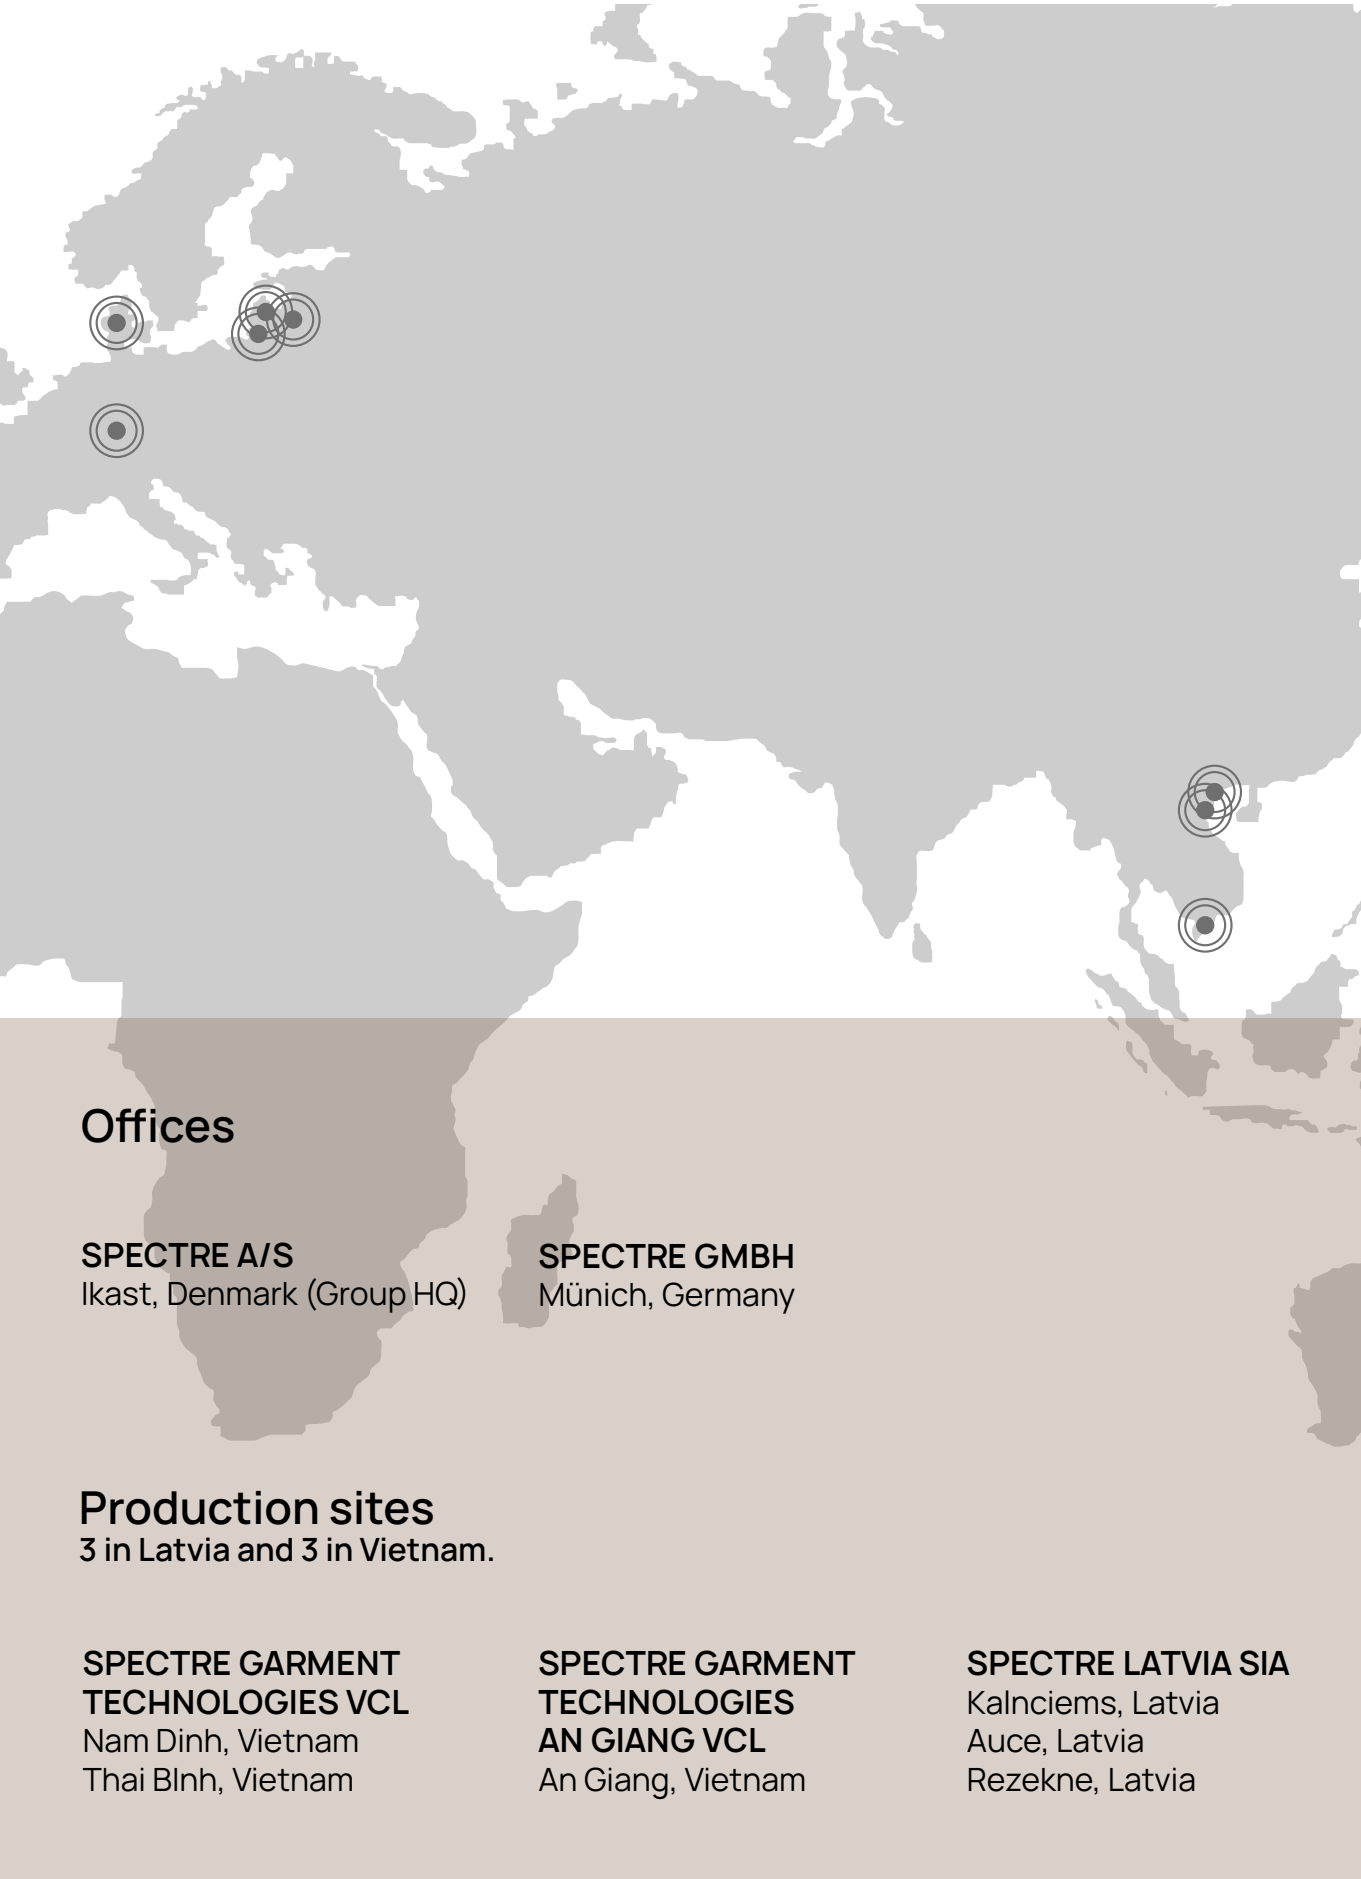 Offices
SPECTRE A/S
Ikast, Denmark (Group HQ)
SPECTRE GMBH
Münich, Germany
Production sites
3 in Latvia and 3 in Vietnam.
SPECTRE GARMENT
TECHNOLOGIES VCL
Nam Dinh, Vietnam
Thai BInh, Vietnam
SPECTRE GARMENT
TECHNOLOGIES
AN GIANG VCL
An Giang, Vietnam
SPECTRE LATVIA SIA
Kalnciems, Latvia
Auce, Latvia
Rezekne, Latvia